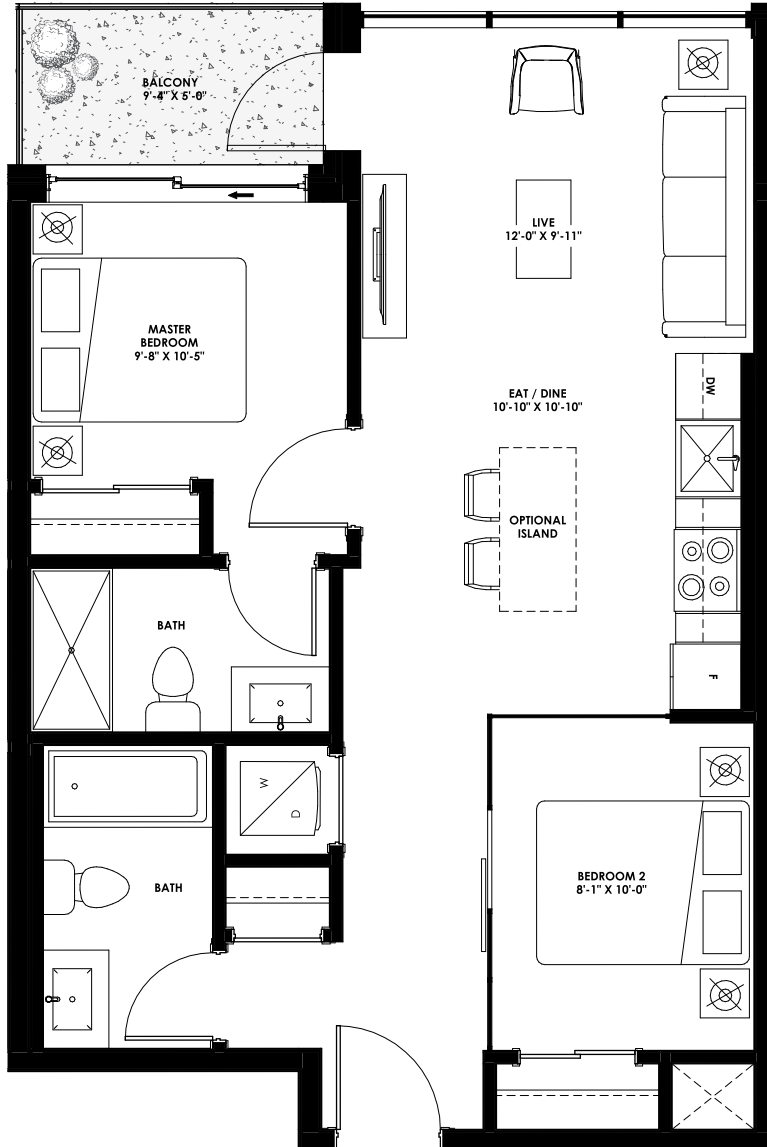 BALCONY
9'-4" X 5'-0"
LIVE
12'-0" X 9'-11"
MASTER
BEDROOM
9'-8" X 10'-5"
EAT / DINE
10'-10" X 10'-10"
DW
OPTIONAL
ISLAND
BATH
F
W
D
BEDROOM 2
8'-1" X 10'-0"
BATH